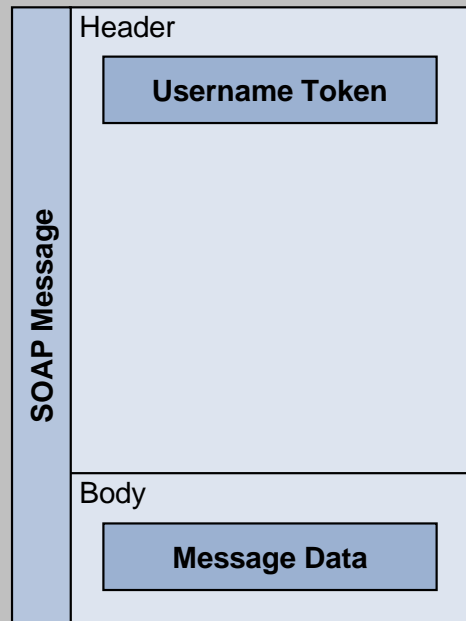 SOAP Message
Header
Username Token
Body
Message Data